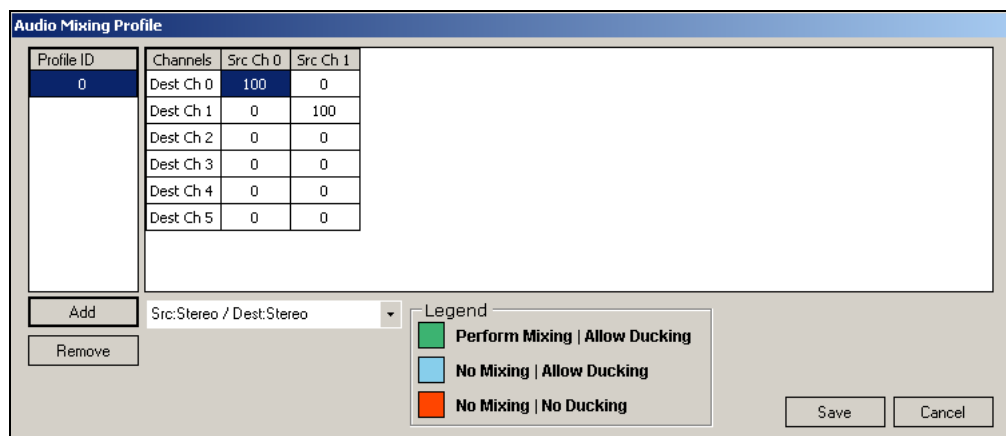 Audio Mixing Profile
Profile ID
0
Channels Src Ch 0 Src Ch 1
Dest Ch 0 100 0
Dest Ch 1 0 100
Dest Ch 2 0 0
Dest Ch 3 0 0
Dest Ch 4 0 0
Dest Ch 5 0 0
Add
Remove
Src:Stereo / Dest:Stereo
Legend
Perform Mixing | Allow Ducking
No Mixing | Allow Ducking
No Mixing | No Ducking
Save
Cancel